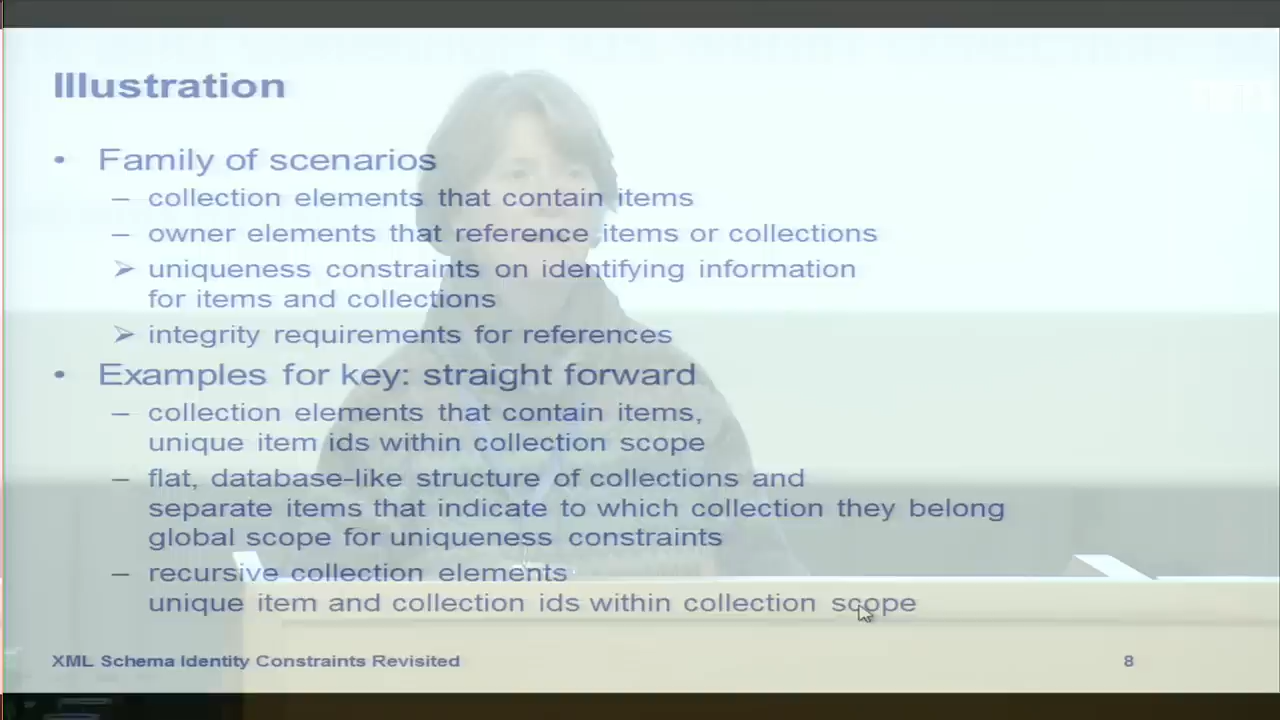 Illustration
• Family of scenarios
– collection elements that contain items
– owner elements that reference items or collections
➢ uniqueness constraints on identifying information
for items and collections
➢ integrity requirements for references
• Examples for key: straight forward
– collection elements that contain items,
unique item ids within collection scope
– flat, database-like structure of collections and
separate items that indicate to which collection they belong
global scope for uniqueness constraints
– recursive collection elements
unique item and collection ids within collection scope
XML Schema Identity Constraints Revisited
8